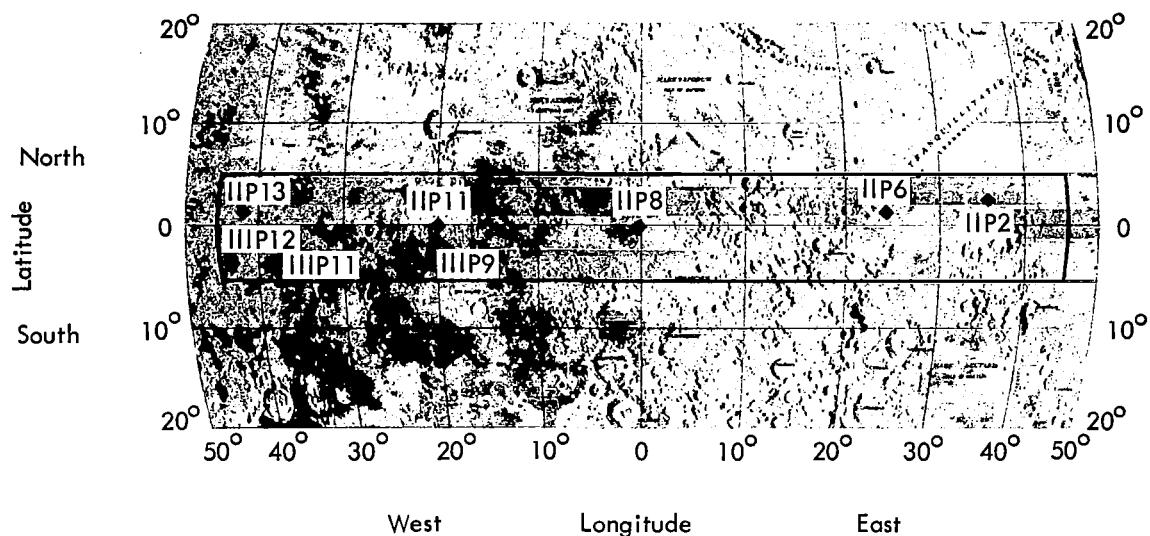 20° 20°
10° 10°
North
IIP13 IIP11 IIP8 IIP6
Latitude
0 0
IIP2
IIIP12 IIIP11 IIIP9
South
10° 10°
20° 20°
50° 40° 30° 20° 10° 0 10° 20° 30° 40° 50°
West Longitude East
TRANQUILLITATIS